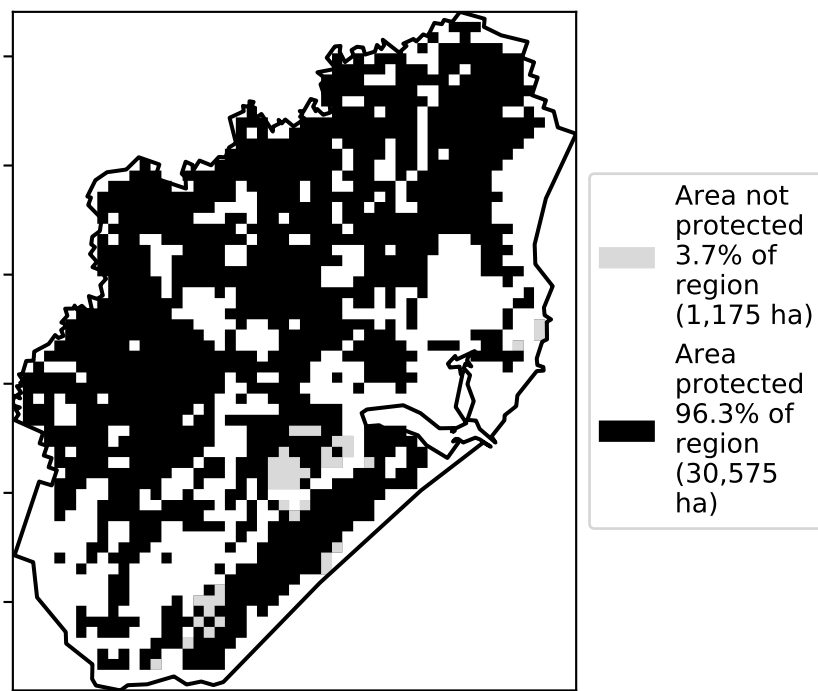 Area not
protected
3.7% of
region
(1,175 ha)
Area
protected
96.3% of
region
(30,575
ha)